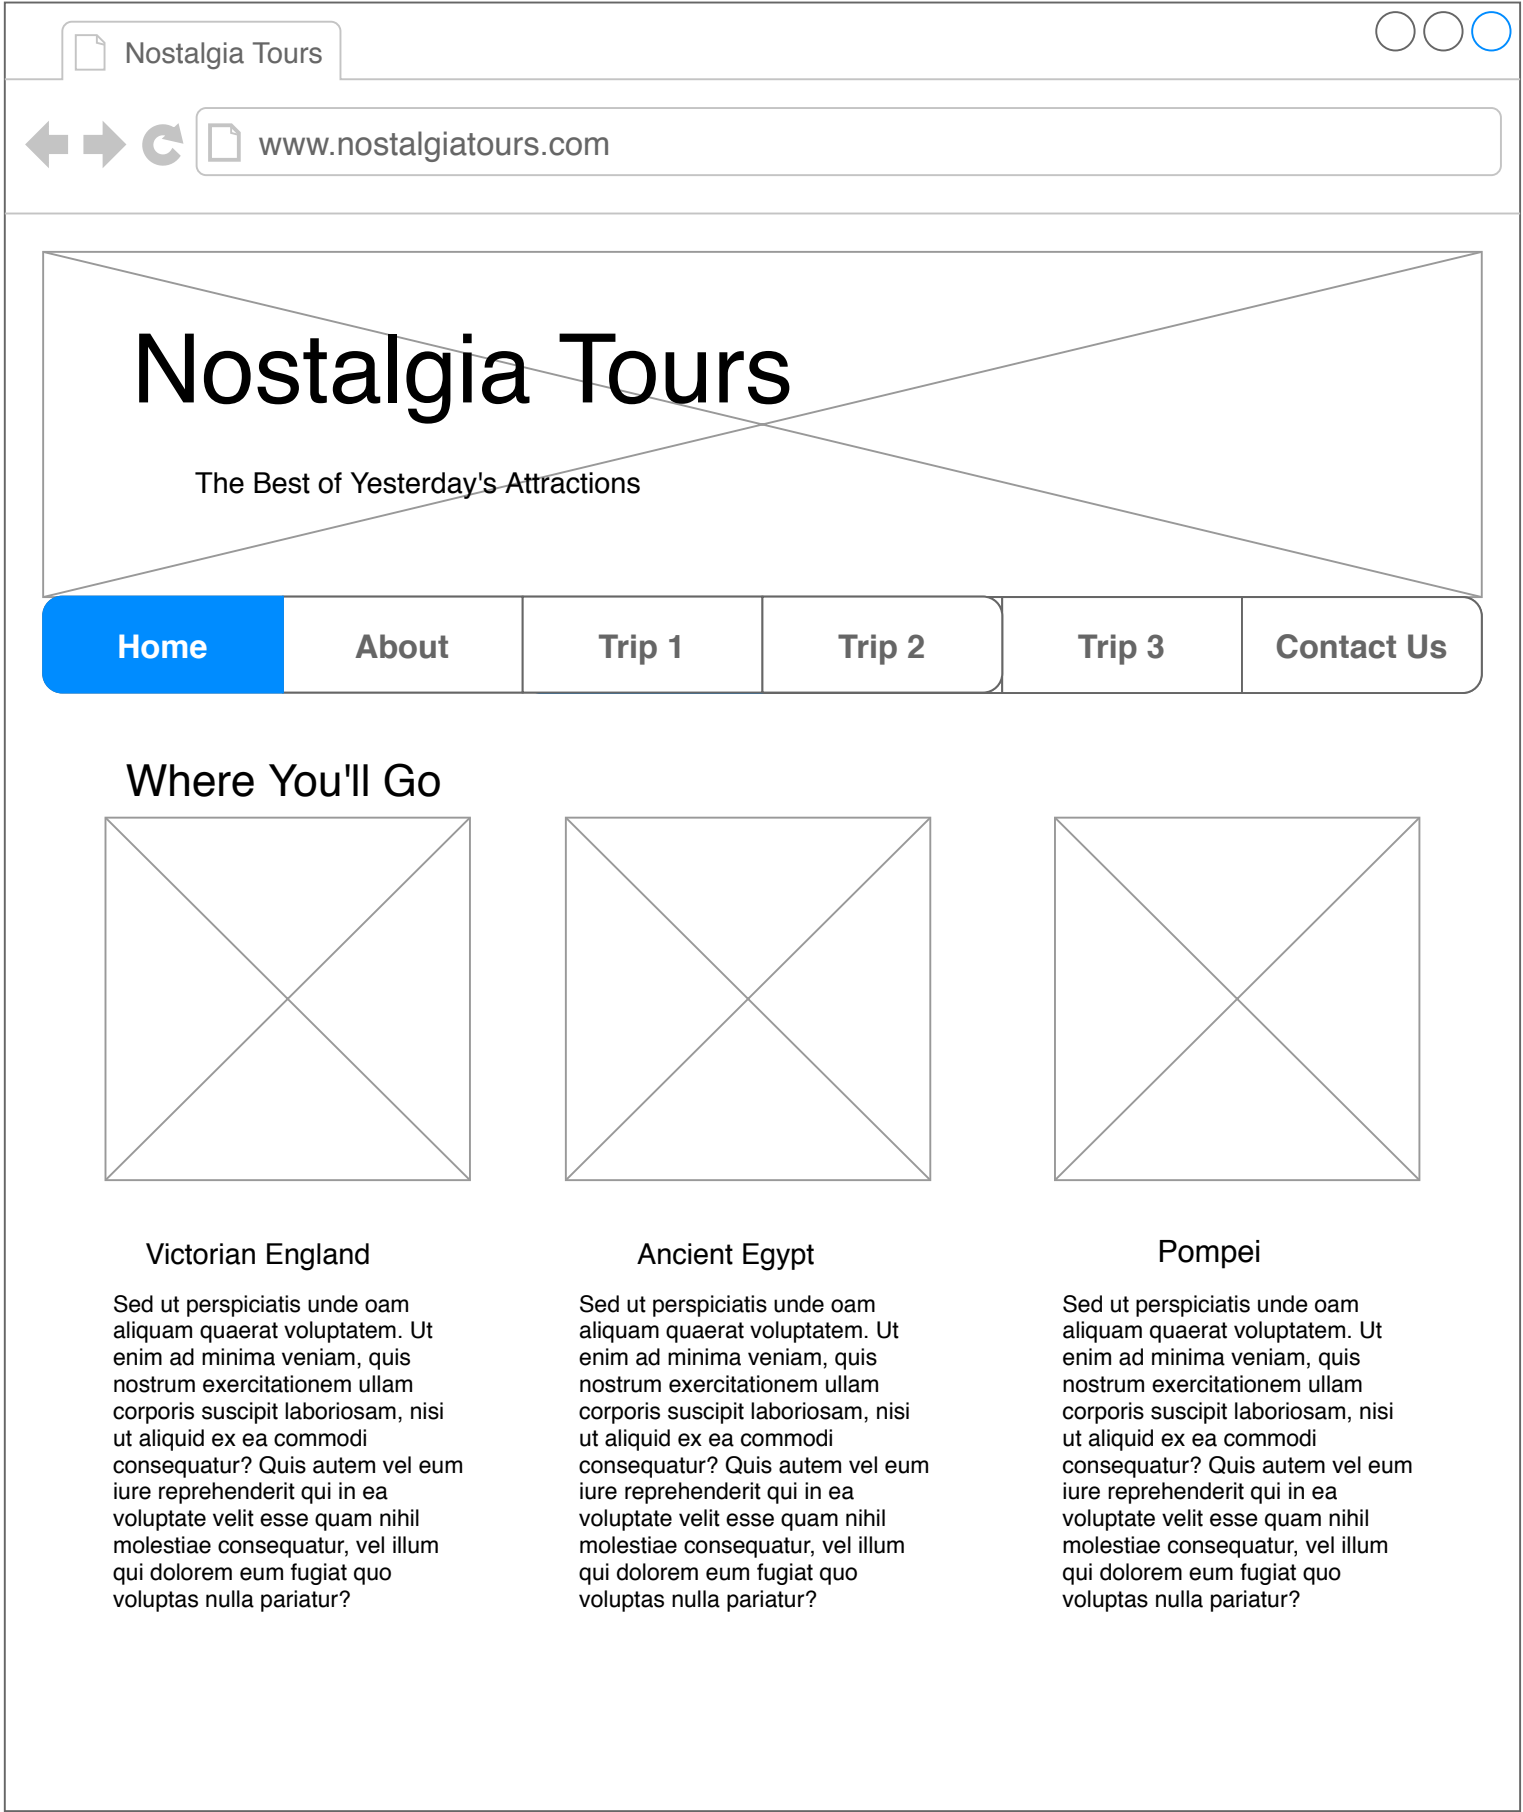 Nostalgia Tours
www.nostalgiatours.com
Nostalgia Tours
The Best of Yesterday's Attractions
Home
About
Trip 1
Trip 2
Trip 3
Contact Us
Where You'll Go
Victorian England
Sed ut perspiciatis unde oam
aliquam quaerat voluptatem. Ut
enim ad minima veniam, quis
nostrum exercitationem ullam
corporis suscipit laboriosam, nisi
ut aliquid ex ea commodi
consequatur? Quis autem vel eum
iure reprehenderit qui in ea
voluptate velit esse quam nihil
molestiae consequatur, vel illum
qui dolorem eum fugiat quo
voluptas nulla pariatur?
Ancient Egypt
Sed ut perspiciatis unde oam
aliquam quaerat voluptatem. Ut
enim ad minima veniam, quis
nostrum exercitationem ullam
corporis suscipit laboriosam, nisi
ut aliquid ex ea commodi
consequatur? Quis autem vel eum
iure reprehenderit qui in ea
voluptate velit esse quam nihil
molestiae consequatur, vel illum
qui dolorem eum fugiat quo
voluptas nulla pariatur?
Pompei
Sed ut perspiciatis unde oam
aliquam quaerat voluptatem. Ut
enim ad minima veniam, quis
nostrum exercitationem ullam
corporis suscipit laboriosam, nisi
ut aliquid ex ea commodi
consequatur? Quis autem vel eum
iure reprehenderit qui in ea
voluptate velit esse quam nihil
molestiae consequatur, vel illum
qui dolorem eum fugiat quo
voluptas nulla pariatur?